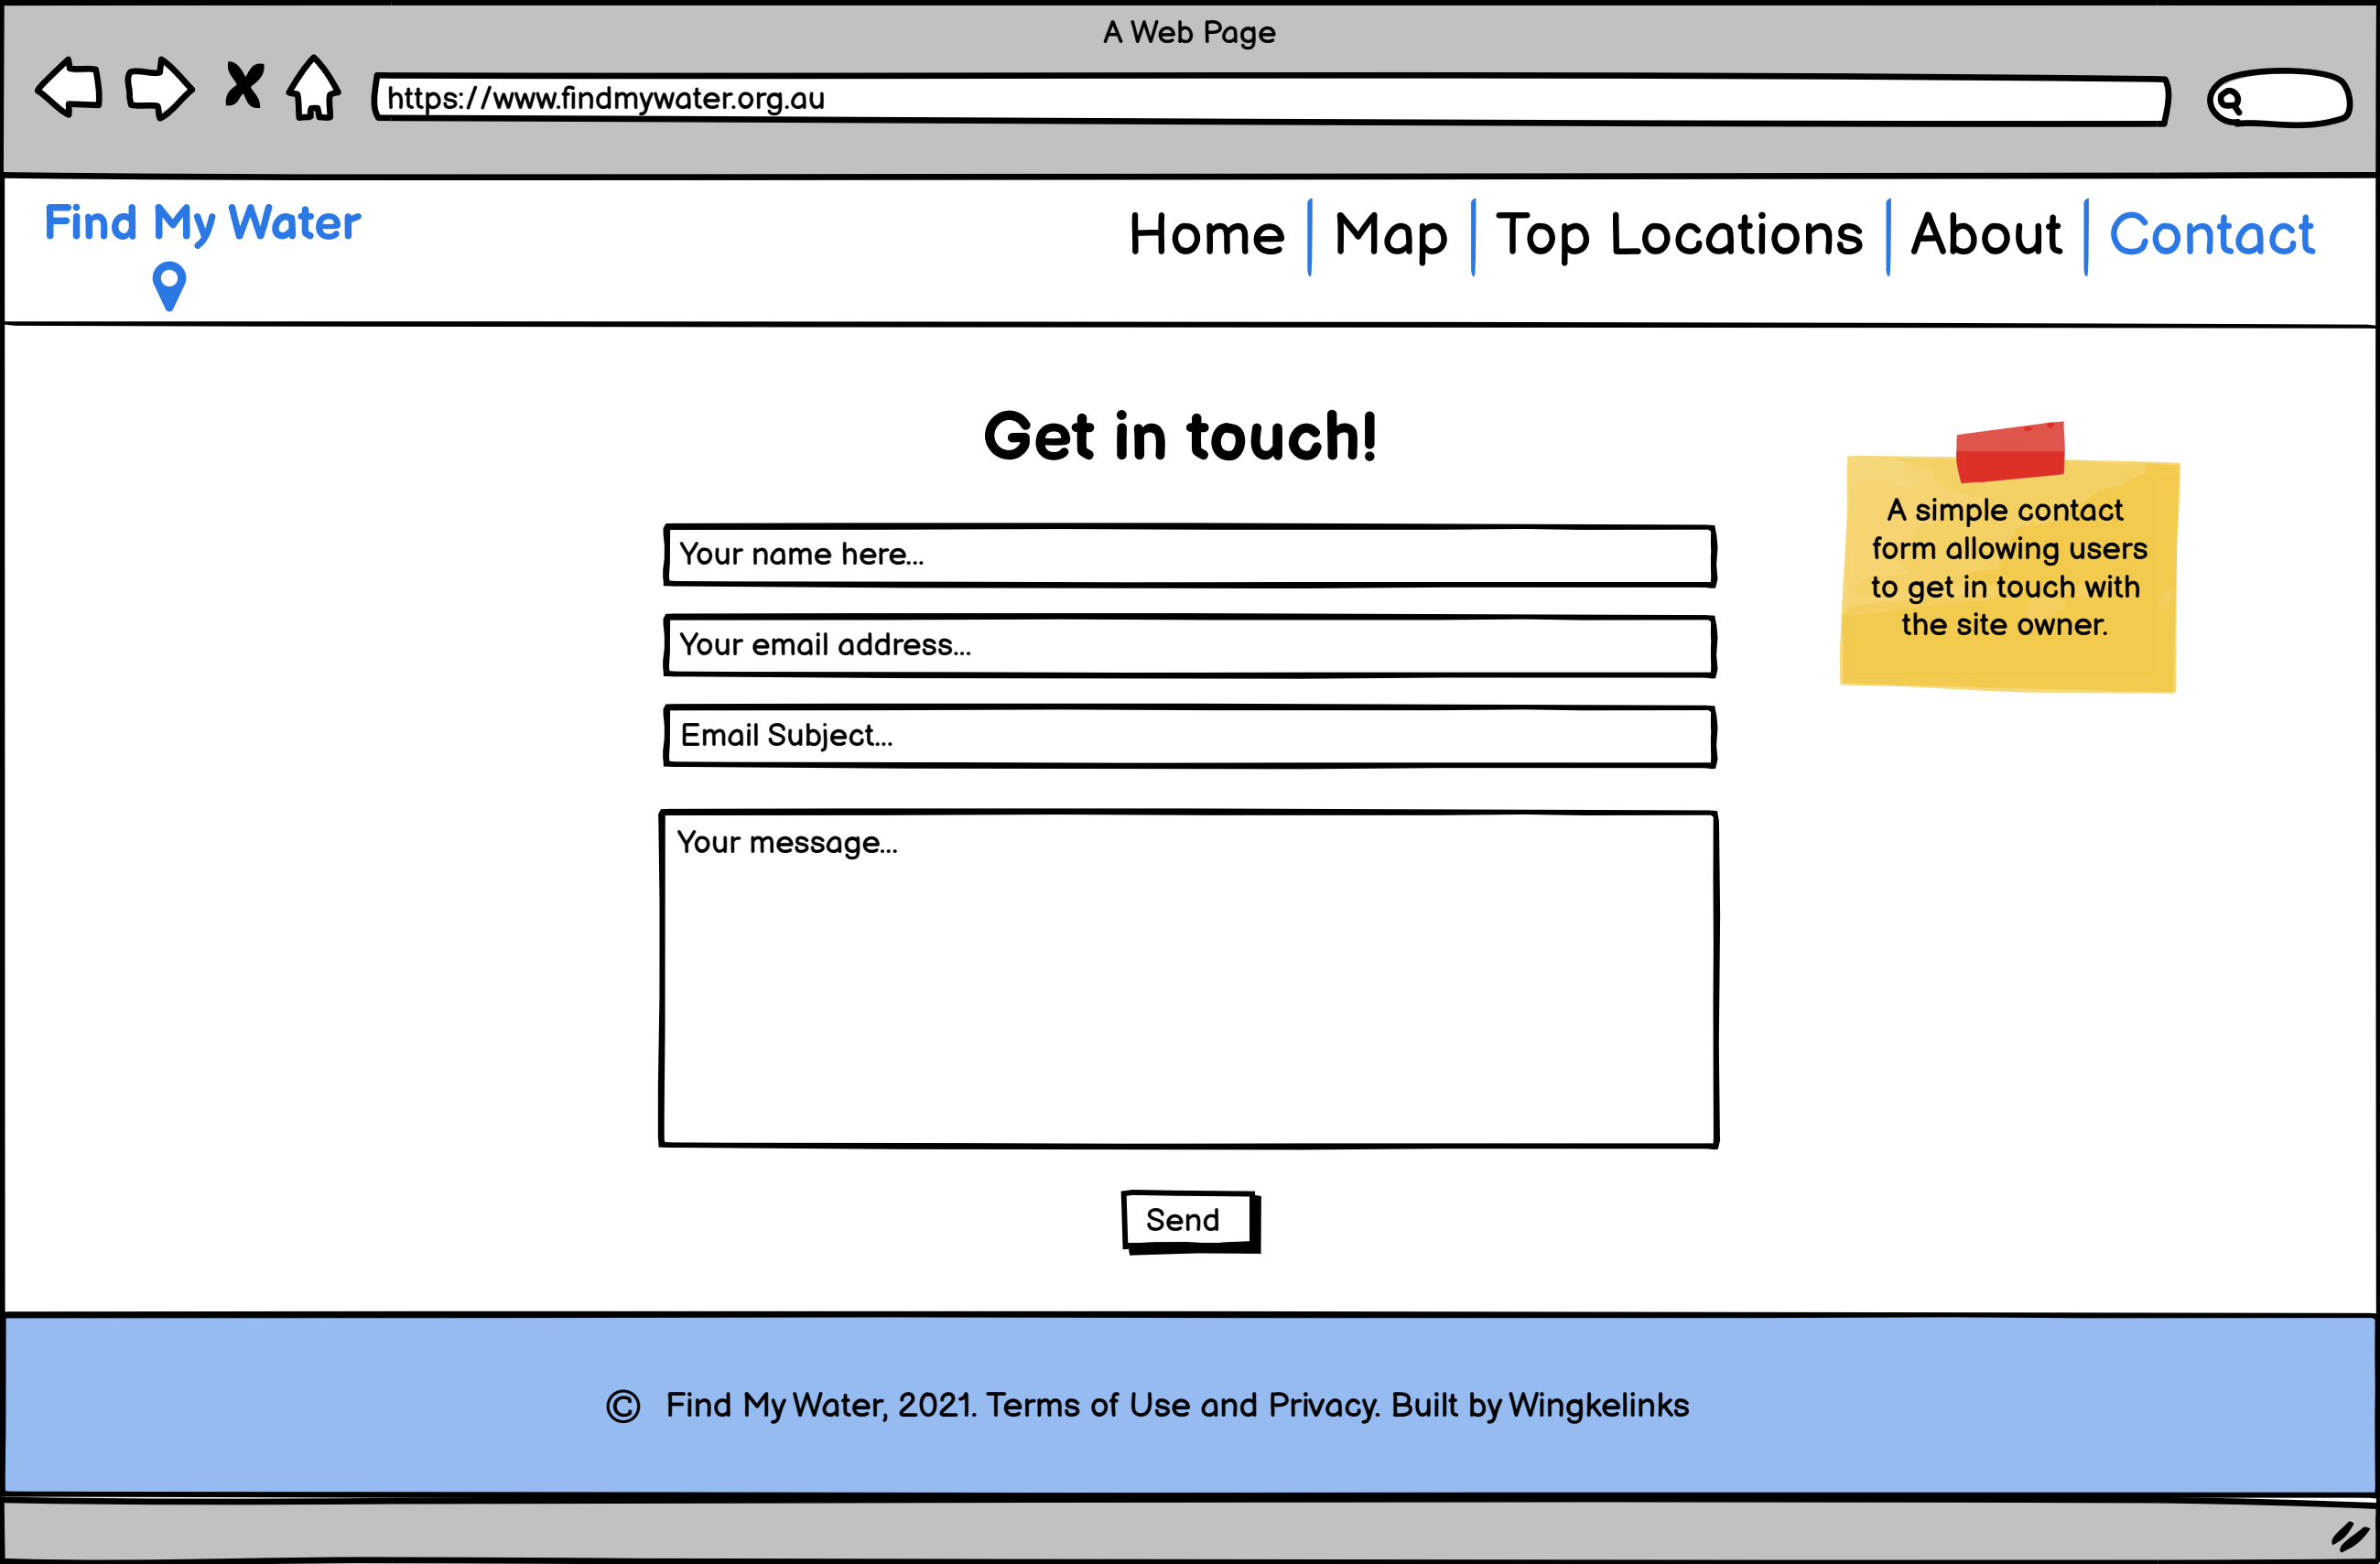 A Web Page
https://www.findmywater.org.au
Find My Water
Home | Map | Top Locations | About | Contact
Get in touch!
Your name here...
Your email address...
Email Subject...
Your message...
Send
A simple contact
form allowing users
to get in touch with
the site owner.
© Find My Water, 2021. Terms of Use and Privacy. Built by Wingkelinks